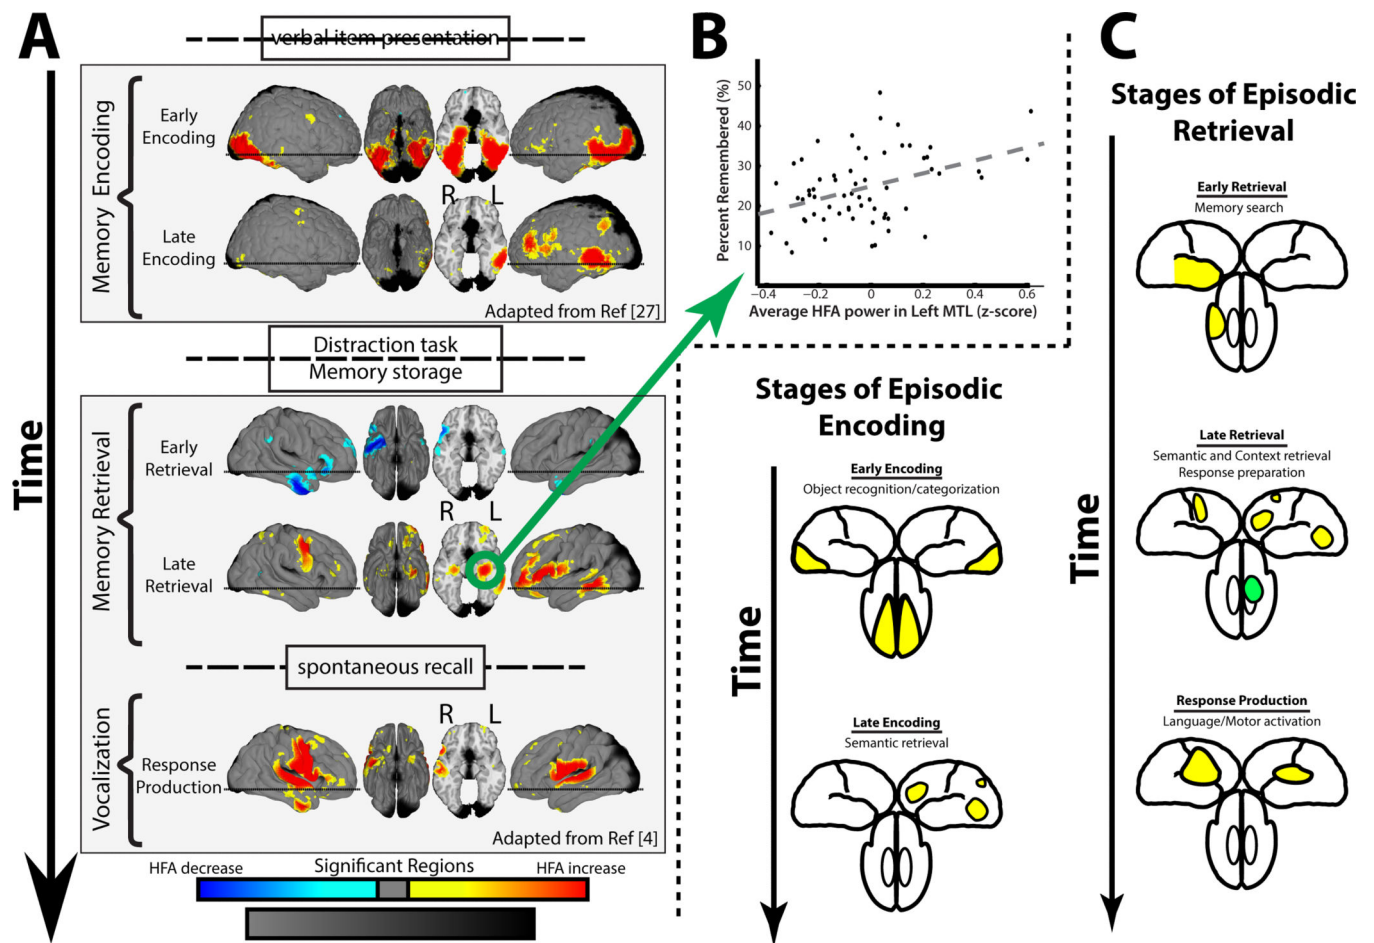 A
verbal item presentation
Time
Memory Encoding
Early
Encoding
R L
Late
Encoding
Adapted from Ref [27]
Distraction task
Memory storage
Memory Retrieval
Early
Retrieval
R L
Late
Retrieval
spontaneous recall
Vocalization
R L
Response
Production
Adapted from Ref [4]
HFA decrease
Significant Regions
HFA increase
B
Percent Remembered (%)
50
40
30
20
10
−0.4 −0.2 0 0.2 0.4 0.6
Average HFA power in Left MTL (z-score)
Stages of Episodic
Encoding
Time
Early Encoding
Object recognition/categorization
Late Encoding
Semantic retrieval
C
Stages of Episodic
Retrieval
Time
Early Retrieval
Memory search
Late Retrieval
Semantic and Context retrieval
Response preparation
Response Production
Language/Motor activation